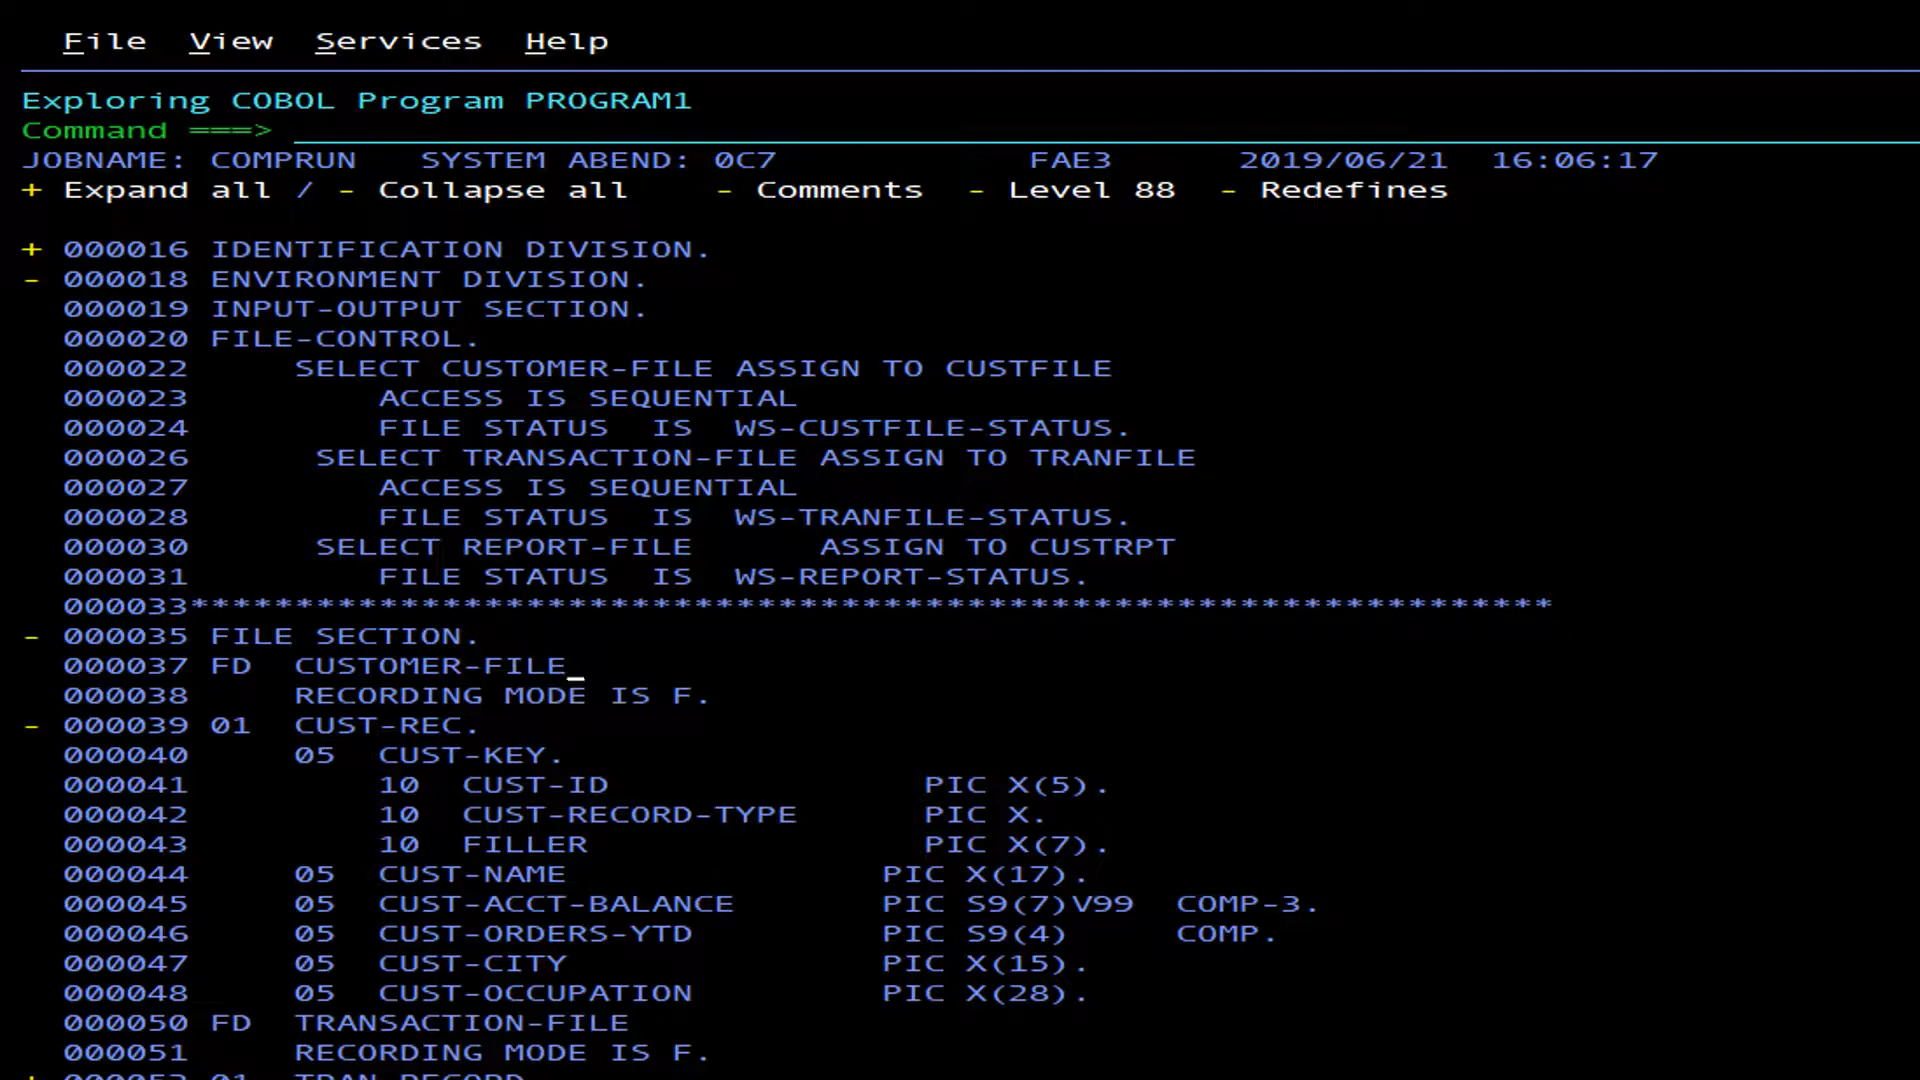 File View Services Help
Exploring COBOL Program PROGRAM1
Command ===>
JOBNAME: COMPRUN SYSTEM ABEND: 0C7 FAE3 2019/06/21 16:06:17
+ Expand all / - Collapse all - Comments - Level 88 - Redefines
+ 000016 IDENTIFICATION DIVISION.
- 000018 ENVIRONMENT DIVISION.
000019 INPUT-OUTPUT SECTION.
000020 FILE-CONTROL.
000022 SELECT CUSTOMER-FILE ASSIGN TO CUSTFILE
000023 ACCESS IS SEQUENTIAL
000024 FILE STATUS IS WS-CUSTFILE-STATUS.
000026 SELECT TRANSACTION-FILE ASSIGN TO TRANFILE
000027 ACCESS IS SEQUENTIAL
000028 FILE STATUS IS WS-TRANFILE-STATUS.
000030 SELECT REPORT-FILE ASSIGN TO CUSTRPT
000031 FILE STATUS IS WS-REPORT-STATUS.
000033*****************************************************************
- 000035 FILE SECTION.
000037 FD CUSTOMER-FILE_
000038 RECORDING MODE IS F.
- 000039 01 CUST-REC.
000040 05 CUST-KEY.
000041 10 CUST-ID PIC X(5).
000042 10 CUST-RECORD-TYPE PIC X.
000043 10 FILLER PIC X(7).
000044 05 CUST-NAME PIC X(17).
000045 05 CUST-ACCT-BALANCE PIC S9(7)V99 COMP-3.
000046 05 CUST-ORDERS-YTD PIC S9(4) COMP.
000047 05 CUST-CITY PIC X(15).
000048 05 CUST-OCCUPATION PIC X(28).
000050 FD TRANSACTION-FILE
000051 RECORDING MODE IS F.